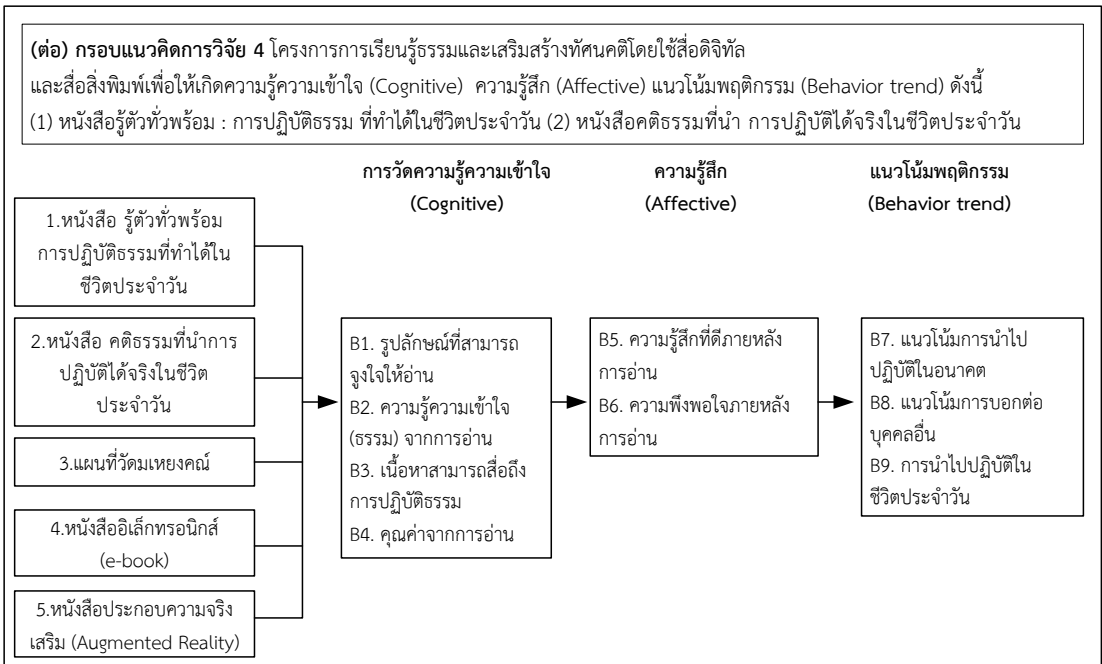 (ต่อ) กรอบแนวคิดการวิจัย 4 โครงการการเรียนรู้ธรรมและเสริมสร้างทัศนคติโดยใช้สื่อดิจิทัล
และสื่อสิ่งพิมพ์เพื่อให้เกิดความรู้ความเข้าใจ (Cognitive) ความรู้สึก (Affective) แนวโน้มพฤติกรรม (Behavior trend) ดังนี้
(1) หนังสือรู้ตัวทั่วพร้อม : การปฏิบัติธรรม ที่ทำได้ในชีวิตประจำวัน (2) หนังสือคติธรรมที่นำ การปฏิบัติได้จริงในชีวิตประจำวัน
การวัดความรู้ความเข้าใจ
(Cognitive)
ความรู้สึก
(Affective)
แนวโน้มพฤติกรรม
(Behavior trend)
1.หนังสือ รู้ตัวทั่วพร้อม
การปฏิบัติธรรมที่ทำได้ใน
ชีวิตประจำวัน
2.หนังสือ คติธรรมที่นำการ
ปฏิบัติได้จริงในชีวิต
ประจำวัน
3.แผนที่วัดมเหยงคณ์
4.หนังสืออิเล็กทรอนิกส์
(e-book)
5.หนังสือประกอบความจริง
เสริม (Augmented Reality)
B1. รูปลักษณ์ที่สามารถ
จูงใจให้อ่าน
B2. ความรู้ความเข้าใจ
(ธรรม) จากการอ่าน
B3. เนื้อหาสามารถสื่อถึง
การปฏิบัติธรรม
B4. คุณค่าจากการอ่าน
B5. ความรู้สึกที่ดีภายหลัง
การอ่าน
B6. ความพึงพอใจภายหลัง
การอ่าน
B7. แนวโน้มการนำไป
ปฏิบัติในอนาคต
B8. แนวโน้มการบอกต่อ
บุคคลอื่น
B9. การนำไปปฏิบัติใน
ชีวิตประจำวัน